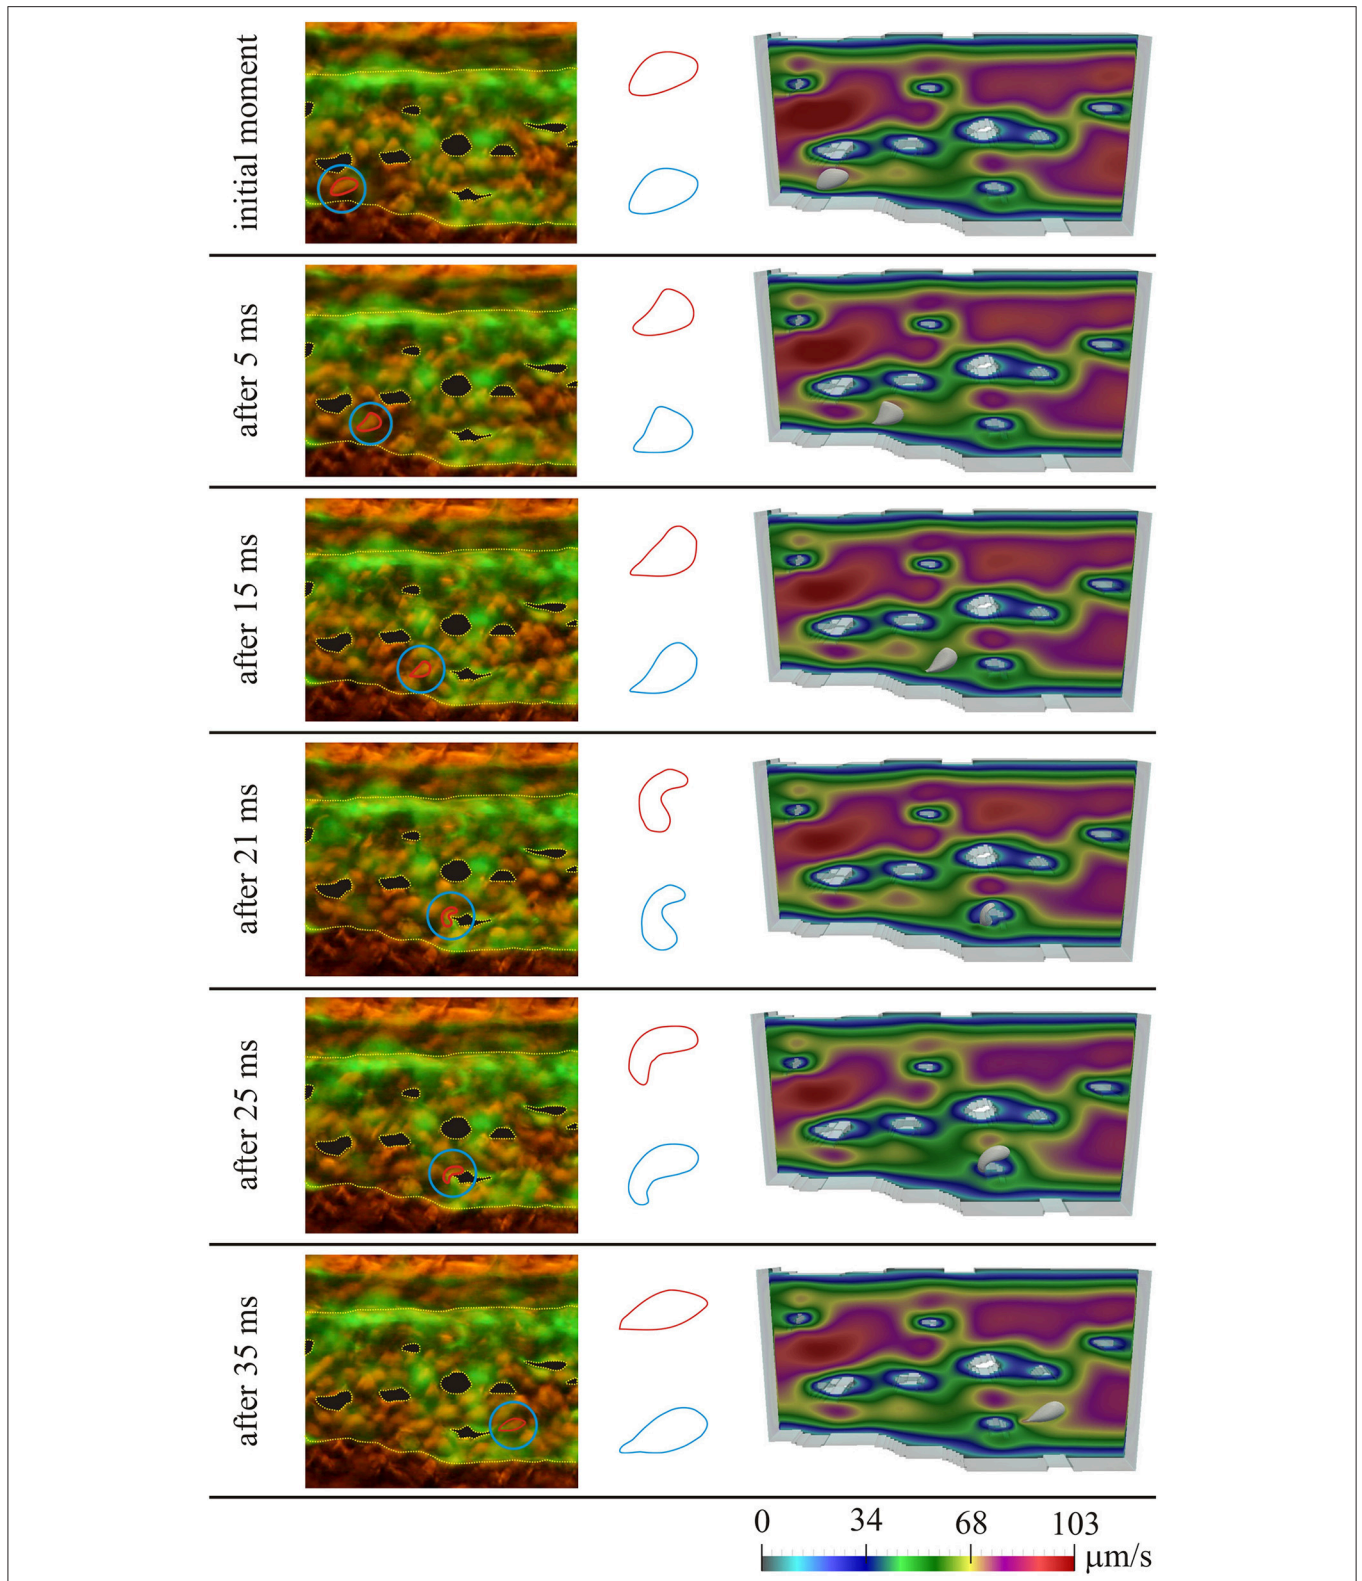 initial moment
after 5 ms
after 15 ms
after 21 ms
after 25 ms
after 35 ms
0 34 68 103
μm/s